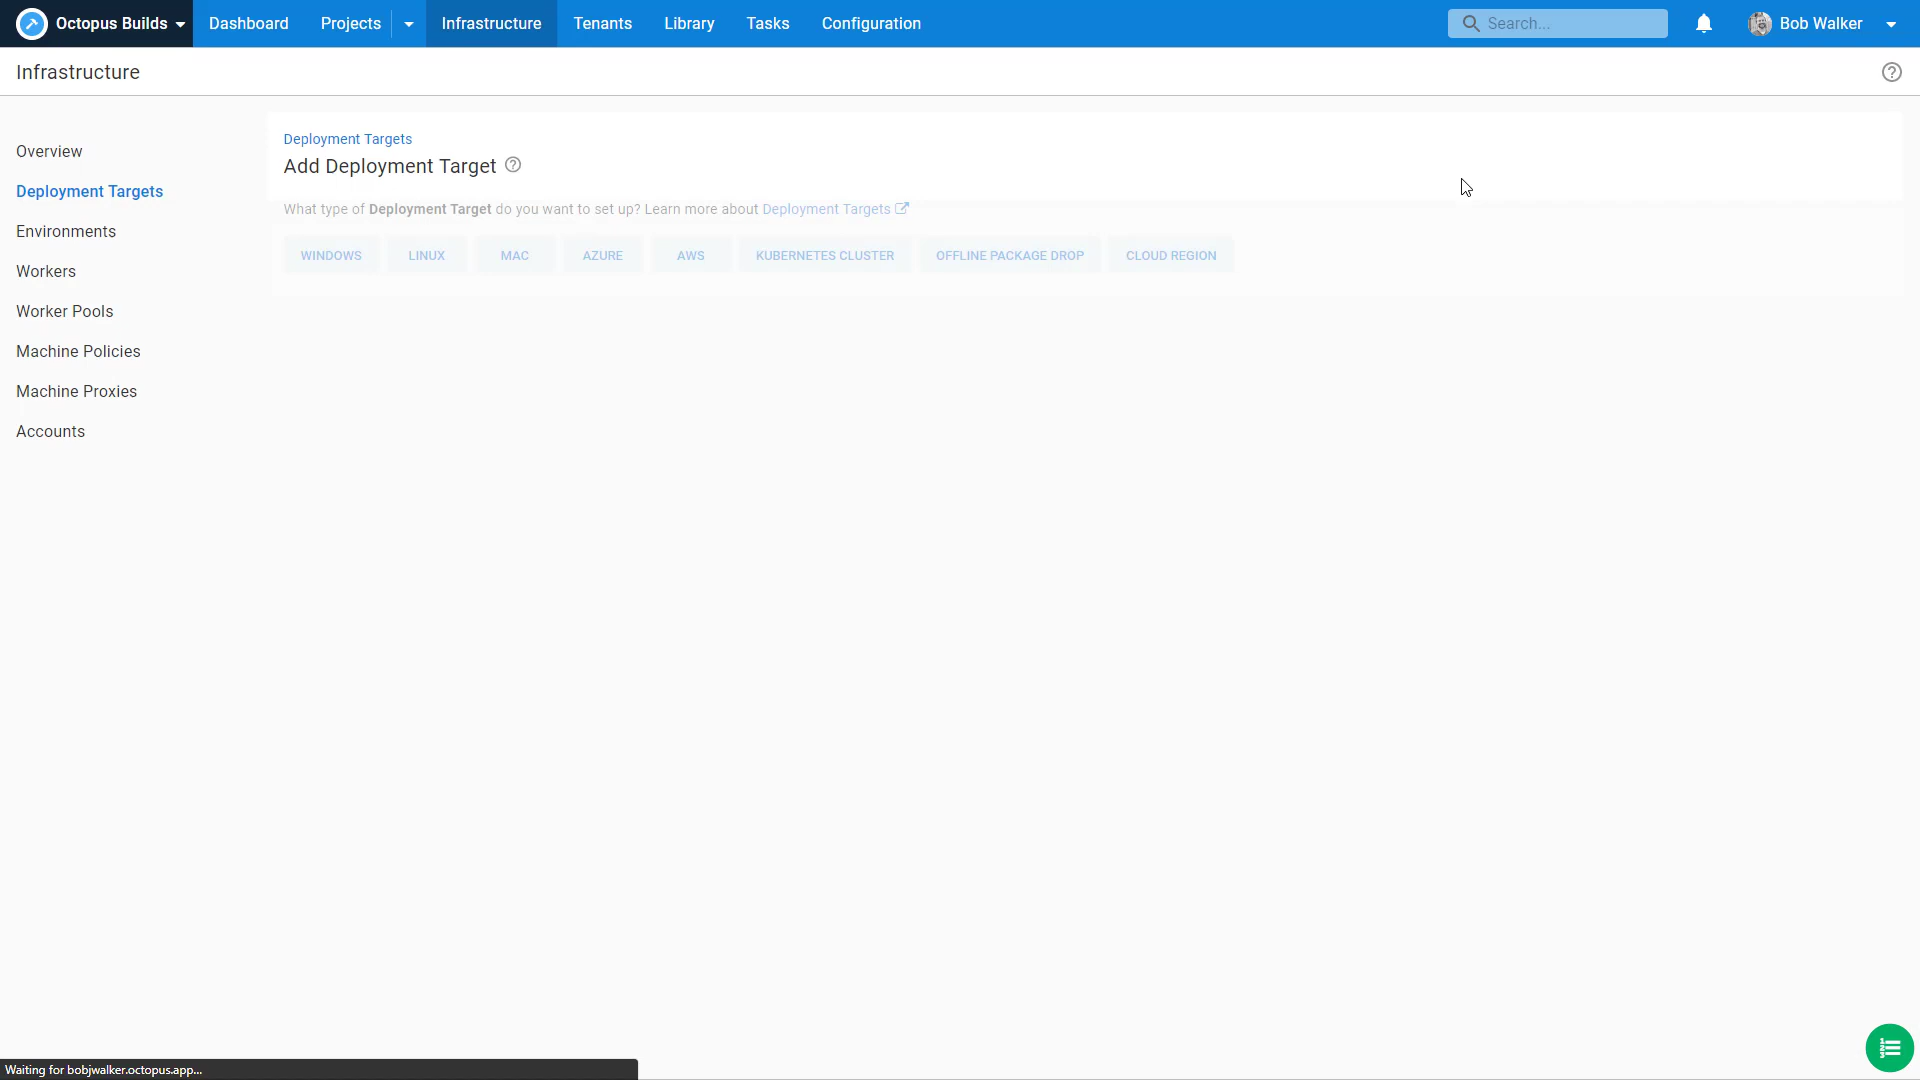 Octopus Builds Dashboard Projects Infrastructure Tenants Library Tasks Configuration Search... Bob Walker
Infrastructure
Overview
Deployment Targets
Environments
Workers
Worker Pools
Machine Policies
Machine Proxies
Accounts
Deployment Targets
Add Deployment Target
What type of Deployment Target do you want to set up? Learn more about Deployment Targets
WINDOWS LINUX MAC AZURE AWS KUBERNETES CLUSTER OFFLINE PACKAGE DROP CLOUD REGION
Waiting for bobjwalker.octopus.app...